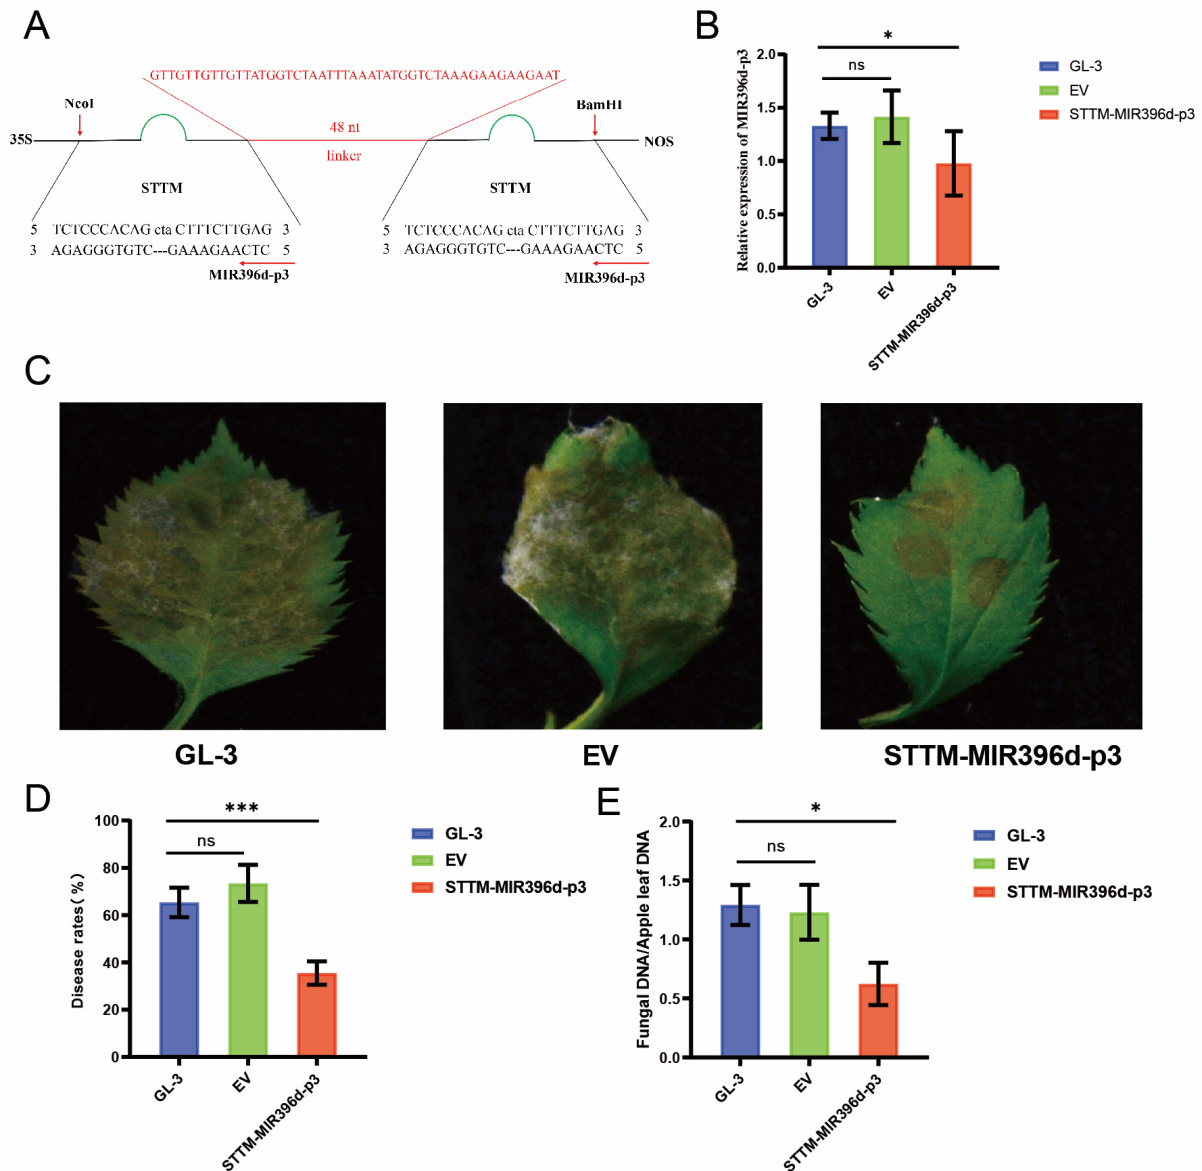 A
GTTGTTGTTGTTATGGTCTAATTTAAATATGGTCTAAAGAAGAAGAAT
NcoI
BamHI
35S
48 nt
linker
NOS
STTM
STTM
5 TCTCCCACAG cta CTTTCTTGAG 3
3 AGAGGGTGTC---GAAAGAACTC 5
MIR396d-p3
5 TCTCCCACAG cta CTTTCTTGAG 3
3 AGAGGGTGTC---GAAAGAACTC 5
MIR396d-p3
B
Relative expression of MIR396d-p3
2.0
1.5
1.0
0.5
0.0
*
ns
GL-3
EV
STTM-MIR396d-p3
GL-3
EV
STTM-MIR396d-p3
C
GL-3
EV
STTM-MIR396d-p3
D
Disease rates(%)
100
80
60
40
20
0
***
ns
GL-3
EV
STTM-MIR396d-p3
GL-3
EV
STTM-MIR396d-p3
E
Fungal DNA/Apple leaf DNA
2.0
1.5
1.0
0.5
0.0
*
ns
GL-3
EV
STTM-MIR396d-p3
GL-3
EV
STTM-MIR396d-p3